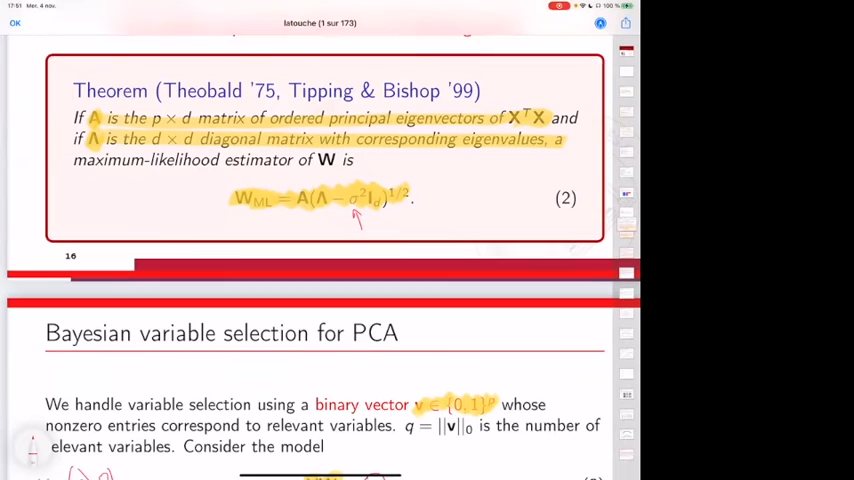 17:51 Mar. 4 nov.
100 %
OK
latouche (1 sur 173)
Theorem (Theobald '75, Tipping & Bishop '99)
If A is the p × d matrix of ordered principal eigenvectors of XᵀX and
if Λ is the d × d diagonal matrix with corresponding eigenvalues, a
maximum-likelihood estimator of W is
W_ML = A(Λ − σ²I_d)^1/2. (2)
16
Bayesian variable selection for PCA
We handle variable selection using a binary vector v ∈ {0, 1}^p whose
nonzero entries correspond to relevant variables. q = ||v||₀ is the number of
relevant variables. Consider the model